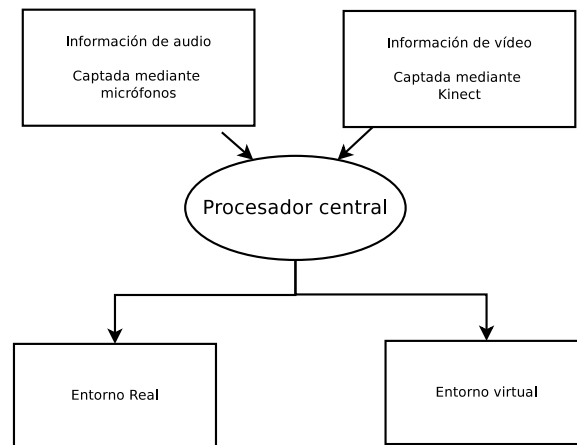 Información de audio
Captada mediante
micrófonos
Información de vídeo
Captada mediante
Kinect
Procesador central
Entorno Real
Entorno virtual